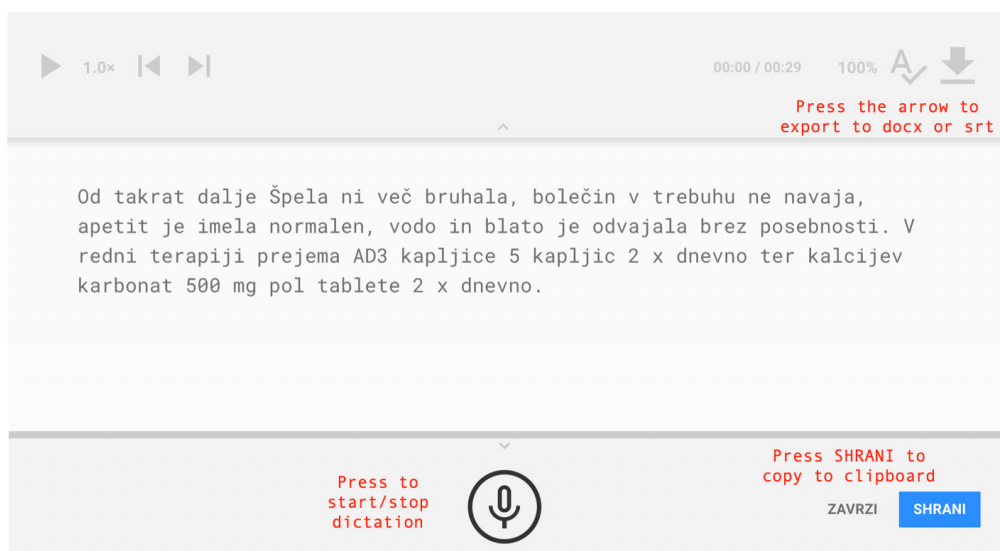 1.0×
00:00 / 00:29
100%
Press the arrow to
export to docx or srt
Od takrat dalje Špela ni več bruhala, bolečin v trebuhu ne navaja,
apetit je imela normalen, vodo in blato je odvajala brez posebnosti. V
redni terapiji prejema AD3 kapljice 5 kapljic 2 x dnevno ter kalcijev
karbonat 500 mg pol tablete 2 x dnevno.
Press to
start/stop
dictation
Press SHRANI to
copy to clipboard
ZAVRZI
SHRANI